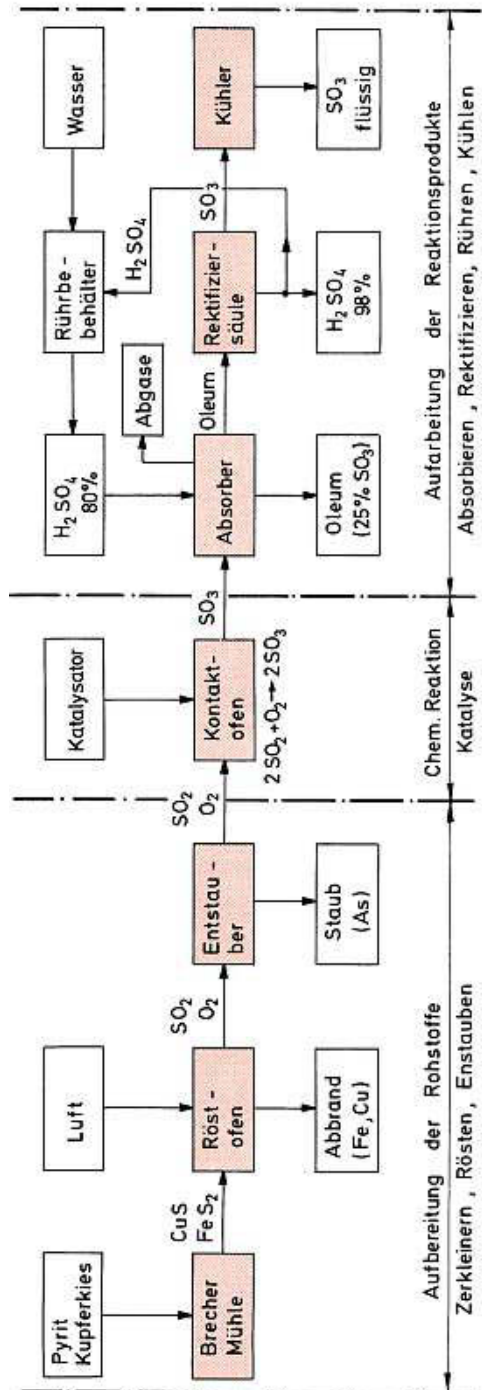 Pyrit
Kupferkies
Luft
Katalysator
H2SO4
80%
Rührbe-
behälter
Wasser
Abgase
H2SO4
Brecher
Mühle
CuS
FeS2
Röst-
ofen
SO2
O2
Entstau-
ber
SO2
O2
Kontakt-
ofen
SO3
Absorber
Oleum
Rektifizier-
säule
SO3
Kühler
2SO2+O2→2SO3
Abbrand
(Fe,Cu)
Staub
(As)
Oleum
(25% SO3)
H2SO4
98%
SO3
flüssig
Aufbereitung der Rohstoffe
Zerkleinern , Rösten , Enstauben
Chem. Reaktion
Katalyse
Aufarbeitung der Reaktionsprodukte
Absorbieren , Rektifizieren, Rühren , Kühlen